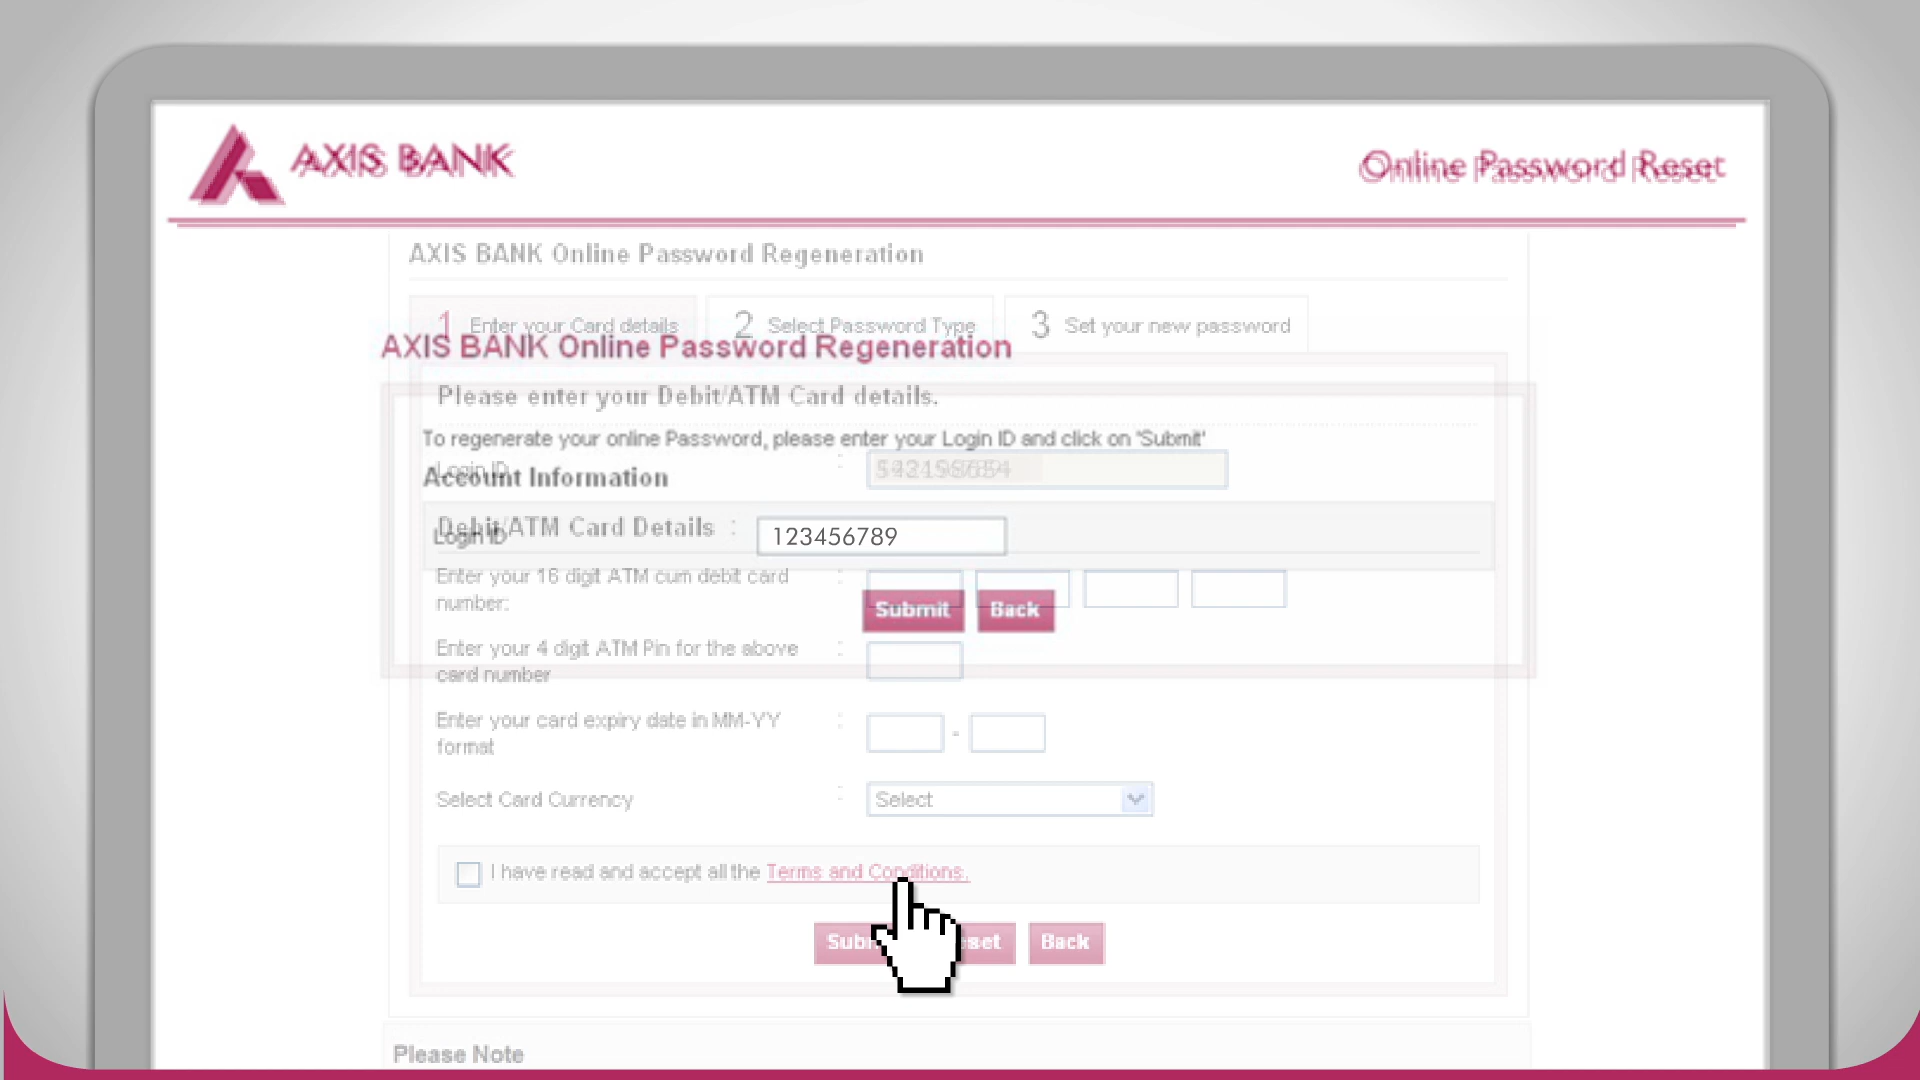 AXIS BANK
Online Password Reset
AXIS BANK Online Password Regeneration
1 Enter your Card details
2 Select Password Type
3 Set your new password
AXIS BANK Online Password Regeneration
Please enter your Debit/ATM Card details.
To regenerate your online Password, please enter your Login ID and click on 'Submit'
Login ID :
Account Information
Debit/ATM Card Details :
Login ID 123456789
Enter your 16 digit ATM cum debit card :
number:
Submit Back
Enter your 4 digit ATM Pin for the above :
card number
Enter your card expiry date in MM-YY : -
format
Select Card Currency : Select
I have read and accept all the Terms and Conditions.
Back
Please Note